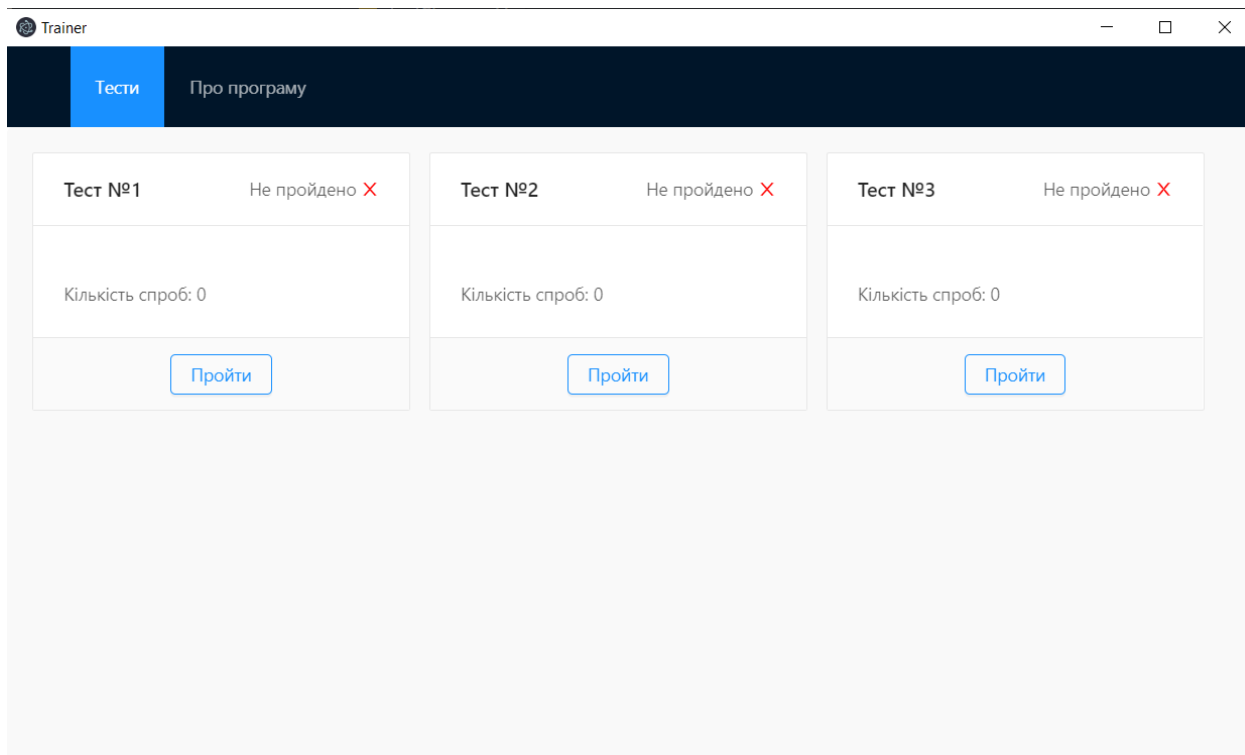 Trainer
Тести Про програму
Тест №1 Не пройдено
Тест №2 Не пройдено
Тест №3 Не пройдено
Кількість спроб: 0
Кількість спроб: 0
Кількість спроб: 0
Пройти
Пройти
Пройти